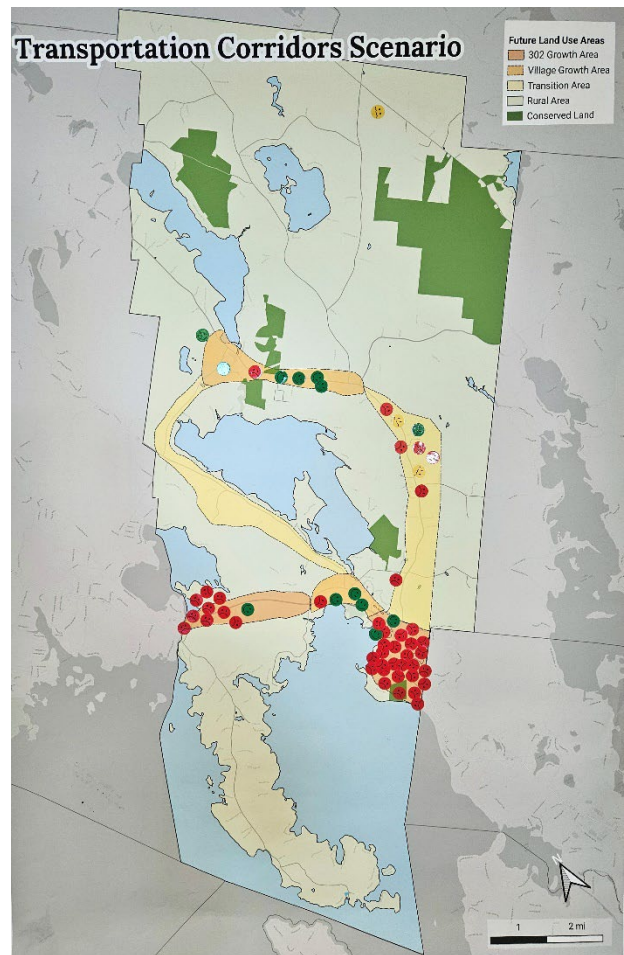 Transportation Corridors Scenario
Future Land Use Areas
302 Growth Area
Village Growth Area
Transition Area
Rural Area
Conserved Land
1 2 mi